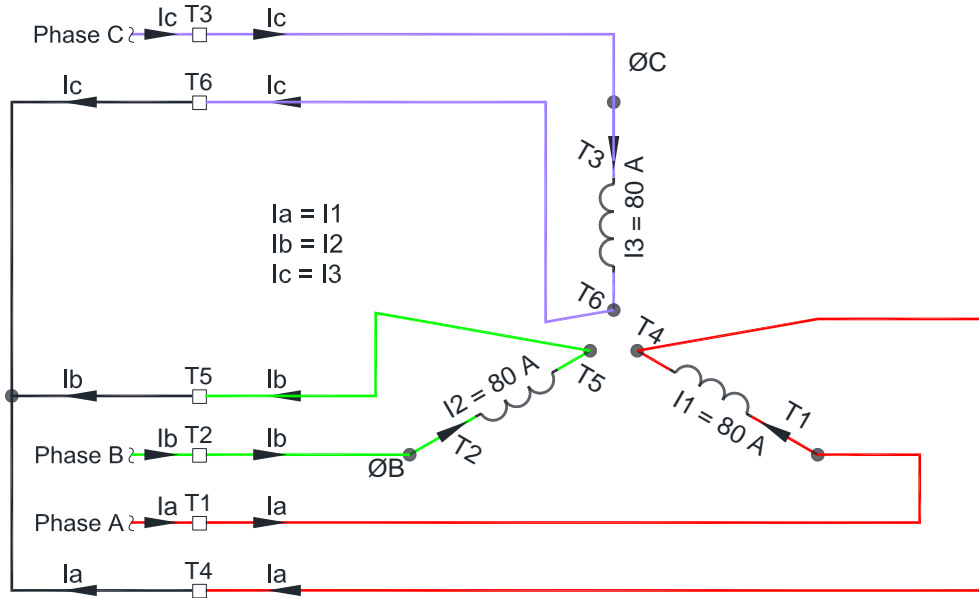 Phase C
Ic
T3
Ic
ØC
Ic
T6
Ic
T3
I3 = 80 A
T6
Ia = I1
Ib = I2
Ic = I3
T4
T5
I2 = 80 A
T2
I1 = 80 A
T1
Ib
T5
Ib
Phase B
Ib
T2
Ib
ØB
Phase A
Ia
T1
Ia
Ia
T4
Ia